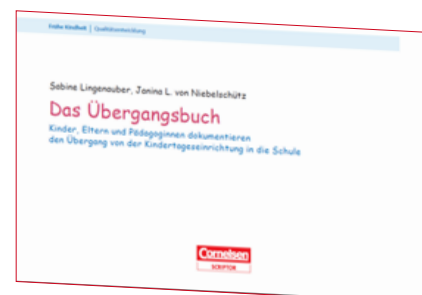 Frühe Kindheit | Qualitätsentwicklung
Sabine Lingenauber, Janina L. von Niebelschütz
Das Übergangsbuch
Kinder, Eltern und Pädagoginnen dokumentieren
den Übergang von der Kindertageseinrichtung in die Schule
Cornelsen
SCRIPTOR